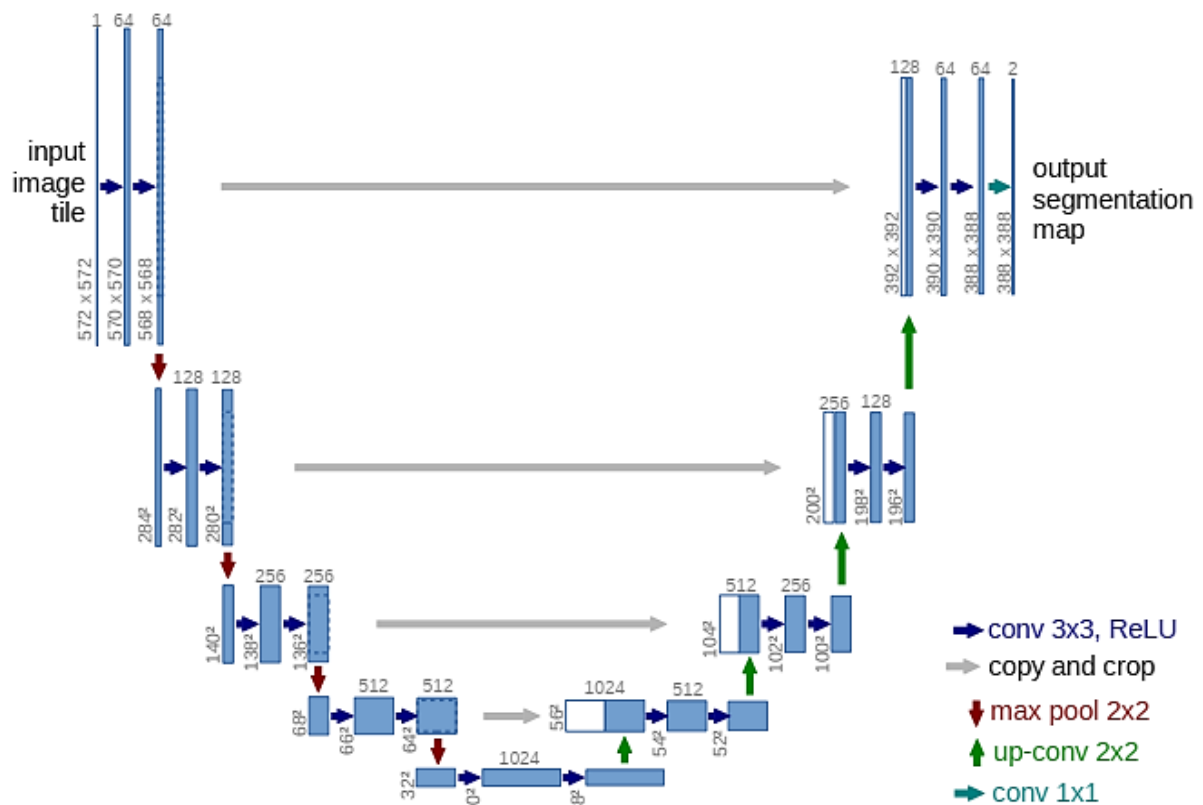 1 64 64
128 64 64 2
input
image
tile
output
segmentation
map
572 x 572
570 x 570
568 x 568
392 x 392
390 x 390
388 x 388
388 x 388
128 128
256 128
284²
282²
280²
200²
198²
196²
256 256
512 256
140²
138²
136²
104²
102²
100²
512 512
1024 512
68²
66²
64²
56²
54²
52²
1024
32²
0²
8²
conv 3x3, ReLU
copy and crop
max pool 2x2
up-conv 2x2
conv 1x1